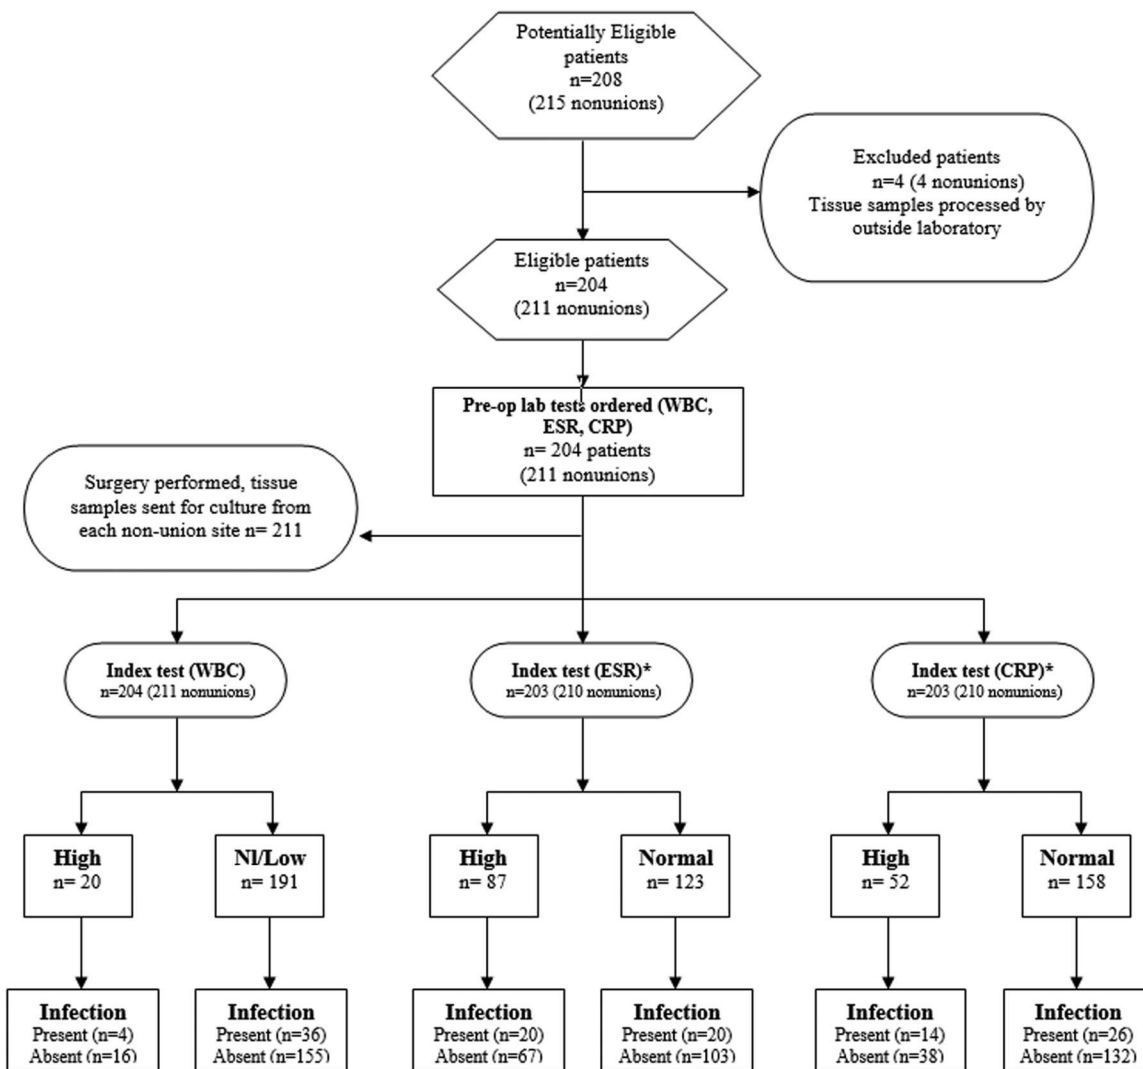 Potentially Eligible
patients
n=208
(215 nonunions)
Excluded patients
n=4 (4 nonunions)
Tissue samples processed by
outside laboratory
Eligible patients
n=204
(211 nonunions)
Pre-op lab tests ordered (WBC,
ESR, CRP)
n= 204 patients
(211 nonunions)
Surgery performed, tissue
samples sent for culture from
each non-union site n= 211
Index test (WBC)
n=204 (211 nonunions)
Index test (ESR)*
n=203 (210 nonunions)
Index test (CRP)*
n=203 (210 nonunions)
High
n= 20
Nl/Low
n= 191
High
n= 87
Normal
n= 123
High
n= 52
Normal
n= 158
Infection
Present (n=4)
Absent (n=16)
Infection
Present (n=36)
Absent (n=155)
Infection
Present (n=20)
Absent (n=67)
Infection
Present (n=20)
Absent (n=103)
Infection
Present (n=14)
Absent (n=38)
Infection
Present (n=26)
Absent (n=132)